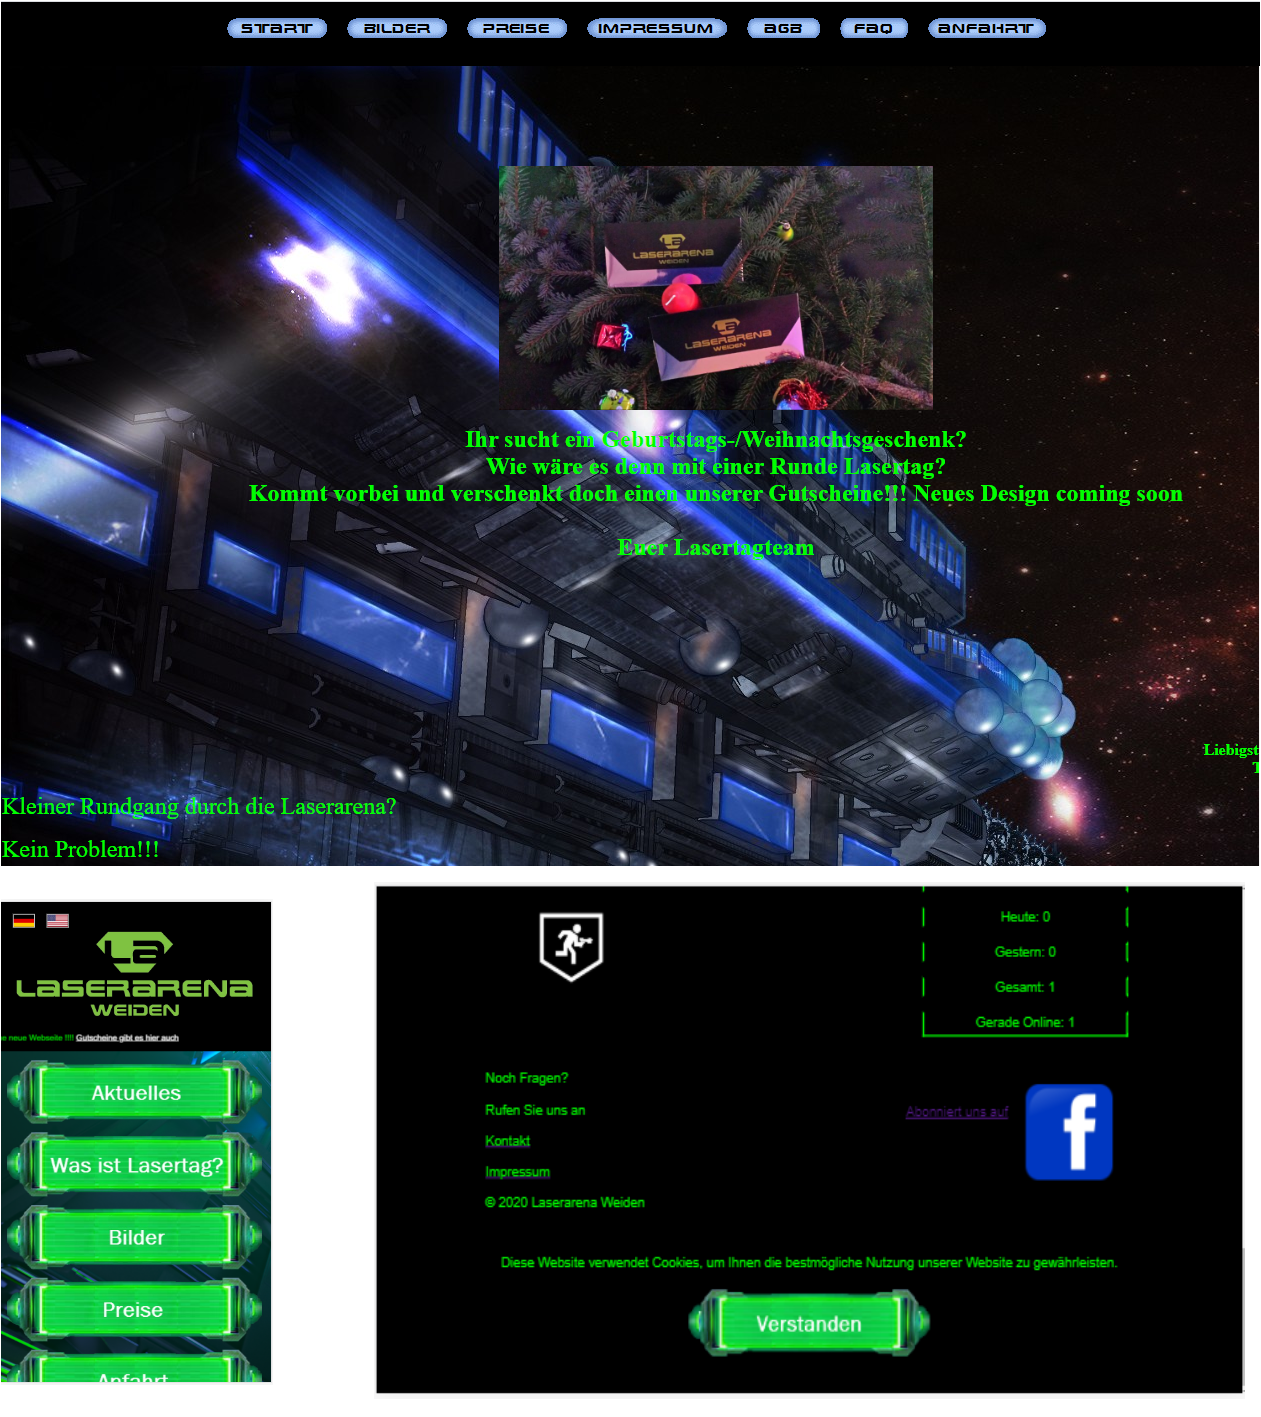 START BILDER PREISE IMPRESSUM AGB FAQ ANFAHRT
LASERARENA
WEIDEN
LASERARENA
WEIDEN
Ihr sucht ein Geburtstags-/Weihnachtsgeschenk?
Wie wäre es denn mit einer Runde Lasertag?
Kommt vorbei und verschenkt doch einen unserer Gutscheine!!! Neues Design coming soon
Euer Lasertagteam
Liebigst
T
Kleiner Rundgang durch die Laserarena?
Kein Problem!!!
LASERARENA
WEIDEN
e neue Webseite !!!! Gutscheine gibt es hier auch
Aktuelles
Was ist Lasertag?
Bilder
Preise
Anfahrt
Heute: 0
Gestern: 0
Gesamt: 1
Gerade Online: 1
Noch Fragen?
Rufen Sie uns an
Kontakt
Impressum
© 2020 Laserarena Weiden
Abonniert uns auf
f
Diese Website verwendet Cookies, um Ihnen die bestmögliche Nutzung unserer Website zu gewährleisten.
Verstanden